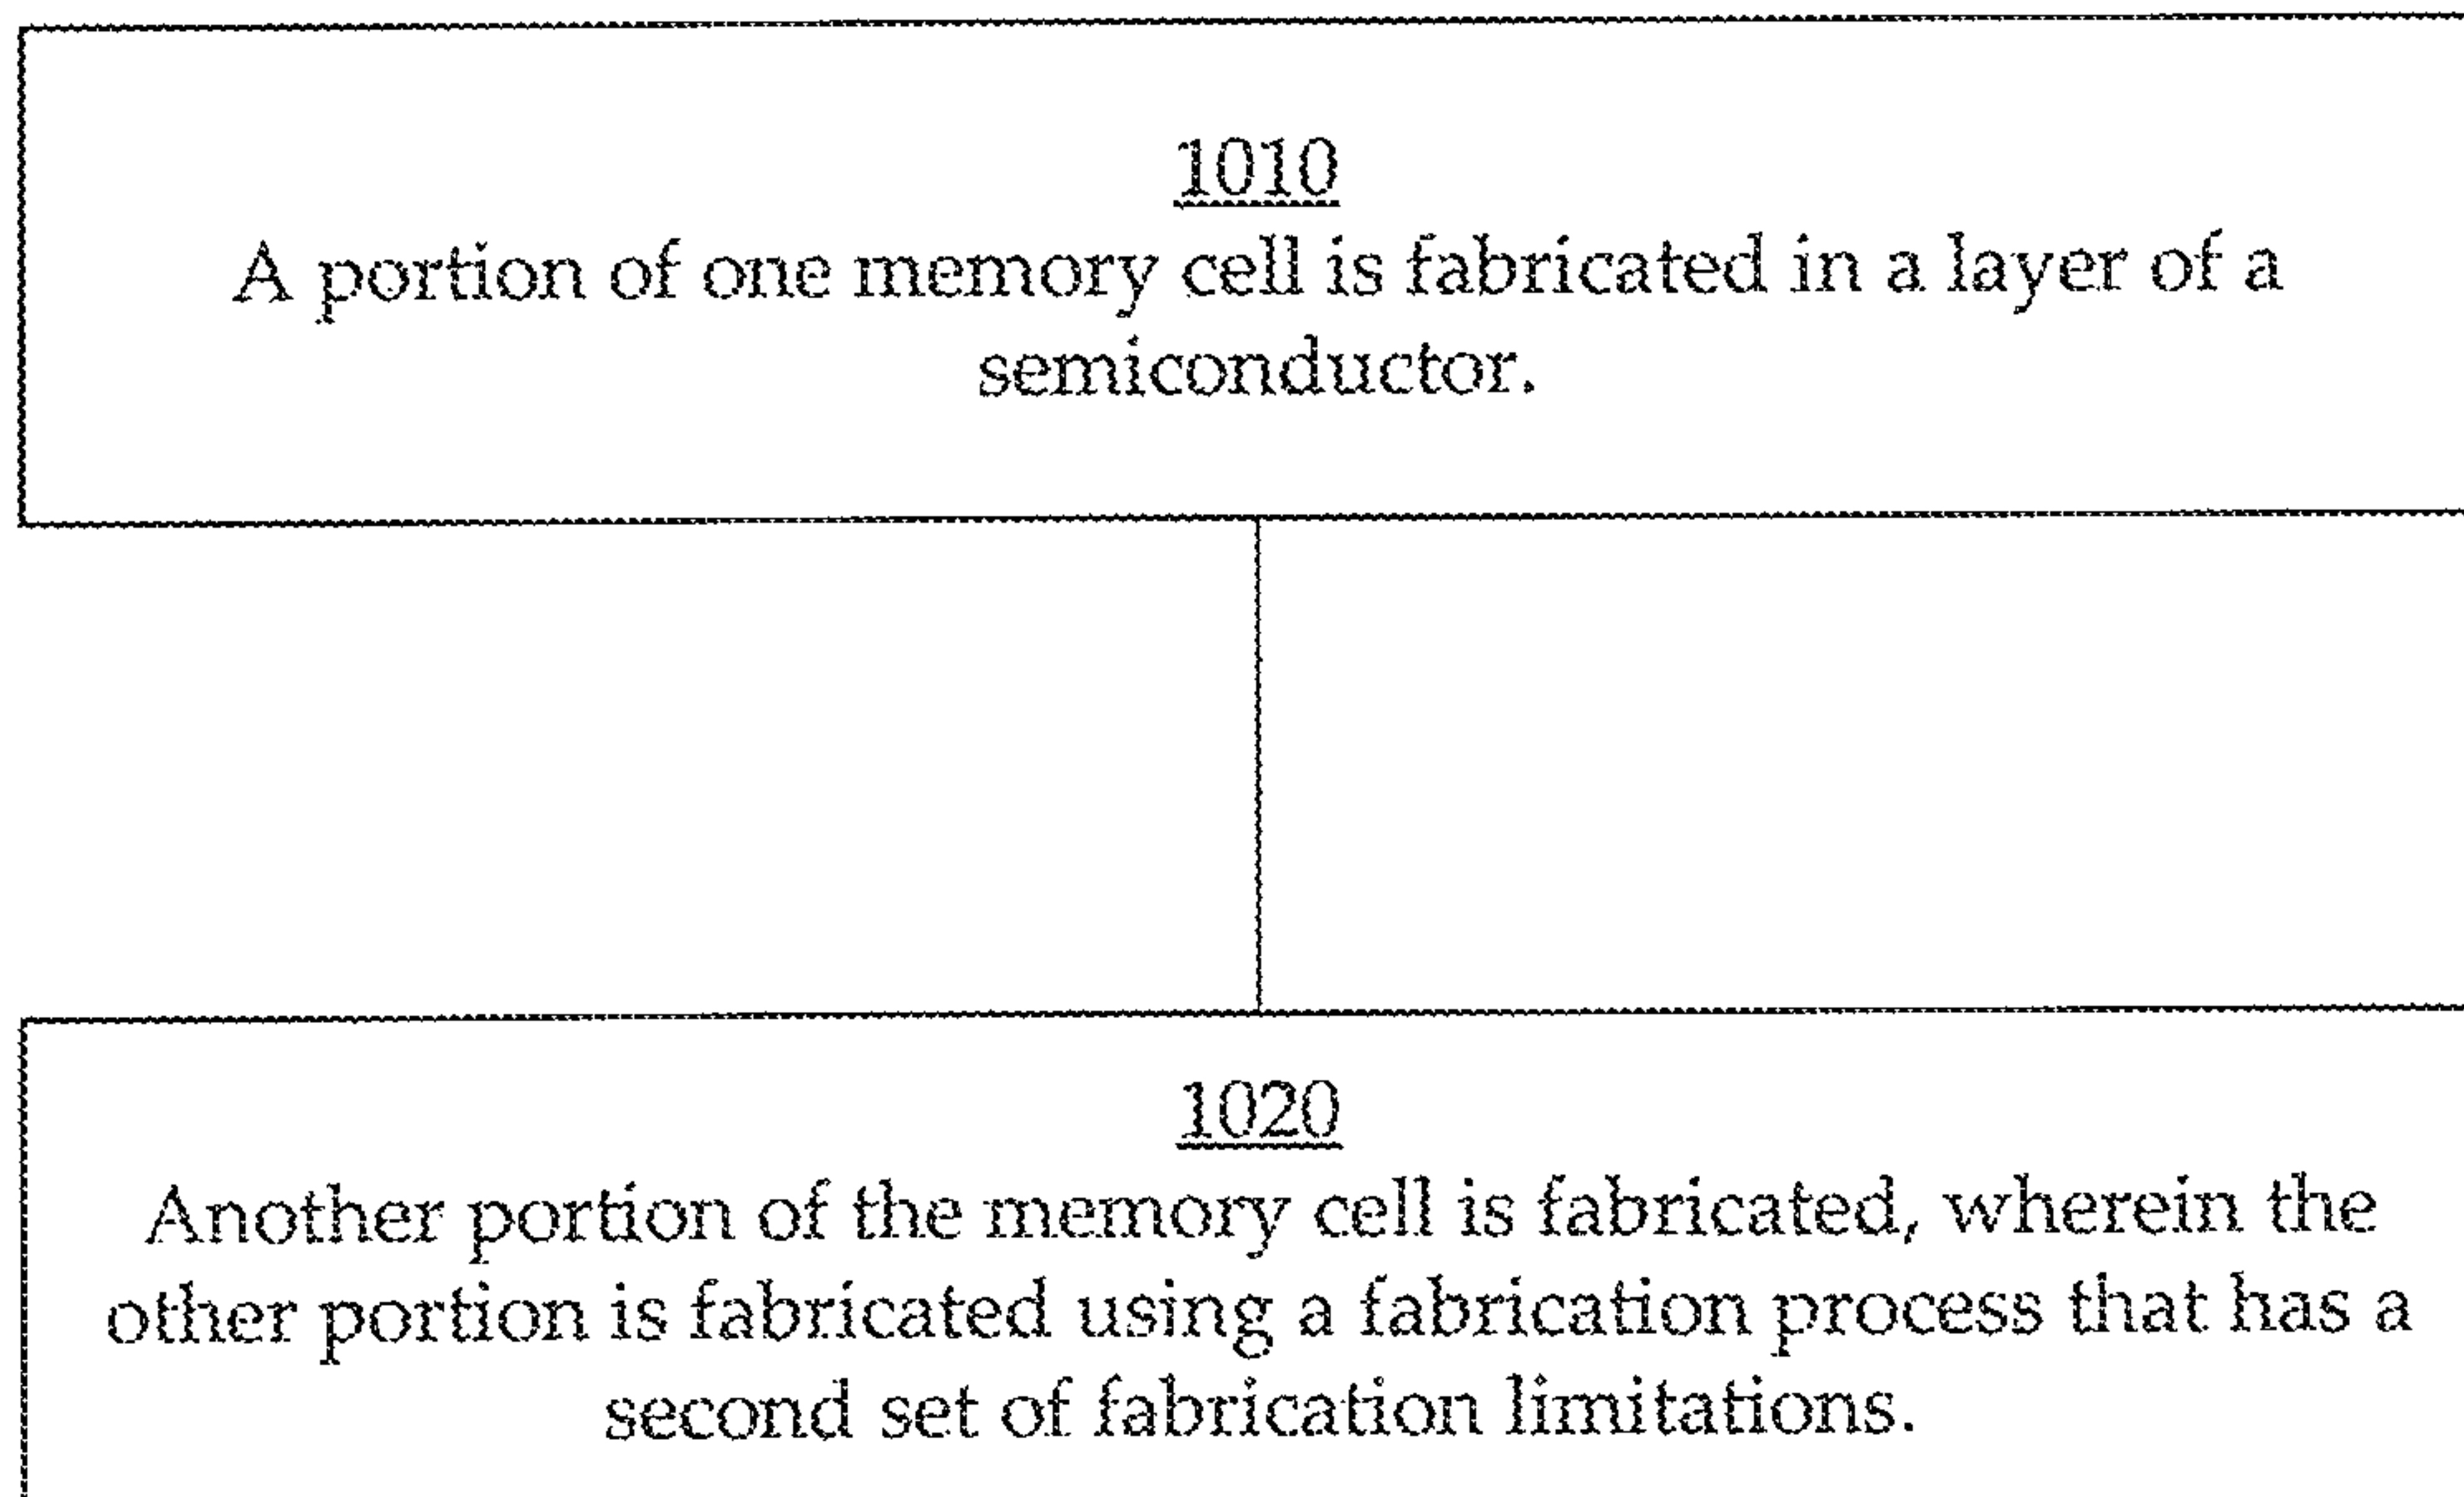 1010
A portion of one memory cell is fabricated in a layer of a
semiconductor.
1020
Another portion of the memory cell is fabricated, wherein the
other portion is fabricated using a fabrication process that has a
second set of fabrication limitations.